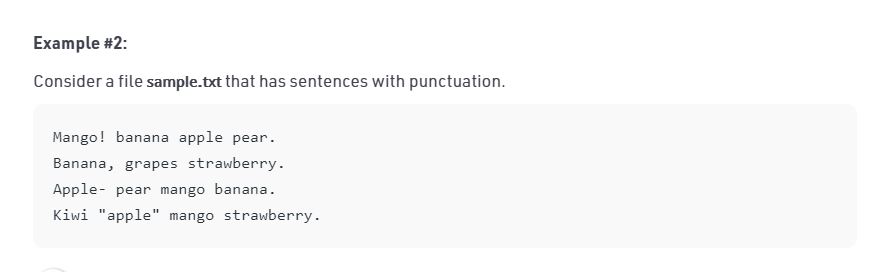 Example #2:
Consider a file sample.txt that has sentences with punctuation.
Mango! banana apple pear.
Banana, grapes strawberry.
Apple- pear mango banana.
Kiwi "apple" mango strawberry.